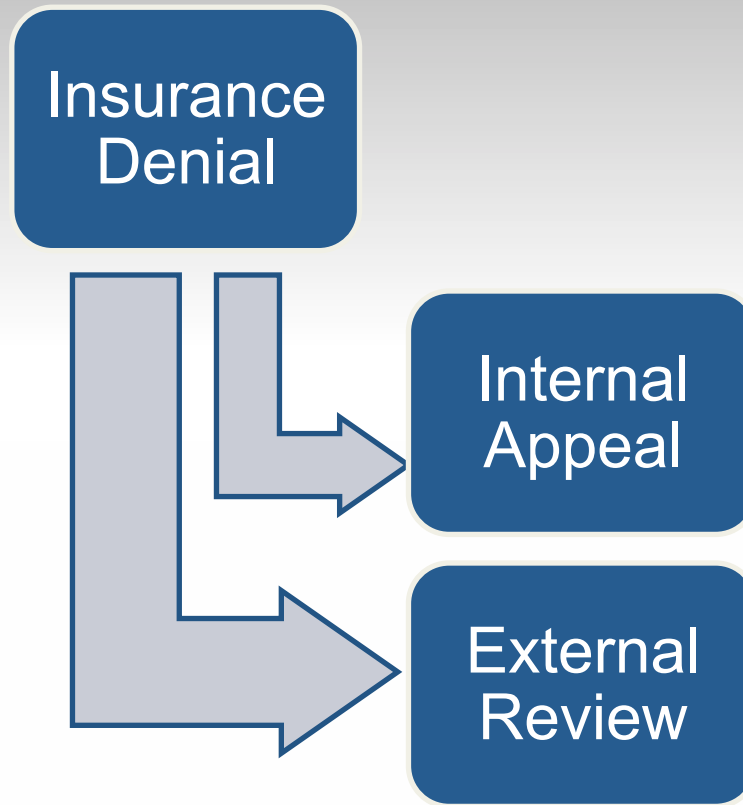 Insurance
Denial
Internal
Appeal
External
Review